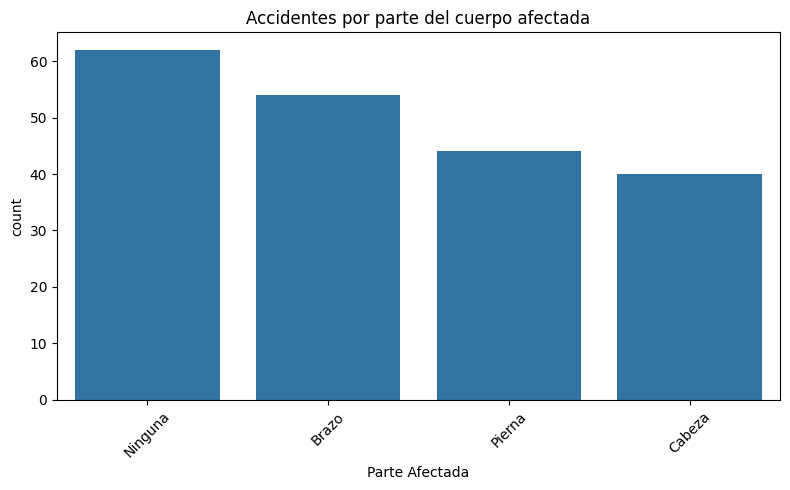 Accidentes por parte del cuerpo afectada
count
60
50
40
30
20
10
0
Ninguna
Brazo
Pierna
Cabeza
Parte Afectada